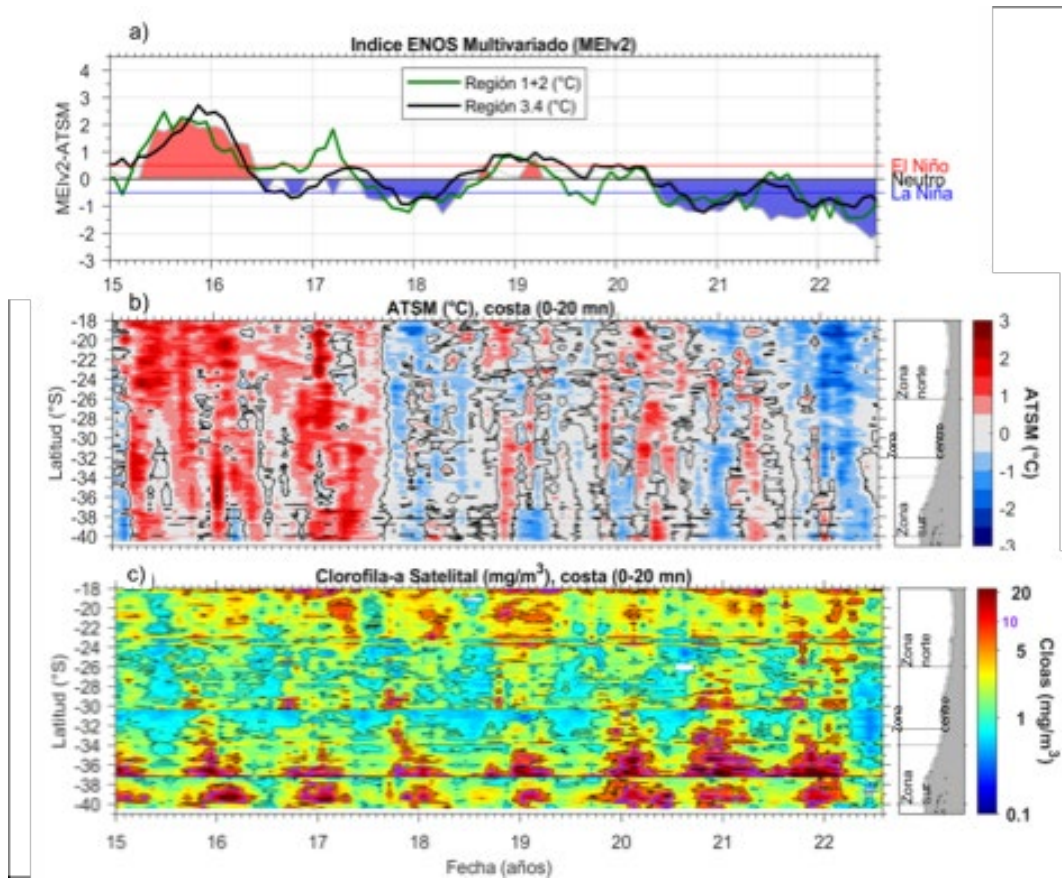 a)
Indice ENOS Multivariado (MEIv2)
Región 1+2 (°C)
Región 3.4 (°C)
MEIv2-ATSM
4
3
2
1
0
-1
-2
-3
El Niño
Neutro
La Niña
15 16 17 18 19 20 21 22
b)
ATSM (°C), costa (0-20 mn)
Latitud (°S)
-18
-20
-22
-24
-26
-28
-30
-32
-34
-36
-38
-40
Zona norte
Zona centro
Zona sur
3
2
1
0
-1
-2
-3
ATSM (°C)
c)
Clorofila-a Satelital (mg/m³), costa (0-20 mn)
Latitud (°S)
-18
-20
-22
-24
-26
-28
-30
-32
-34
-36
-38
-40
Zona norte
Zona centro
Zona sur
20
10
5
1
0.1
Cloas (mg/m³)
15 16 17 18 19 20 21 22
Fecha (años)